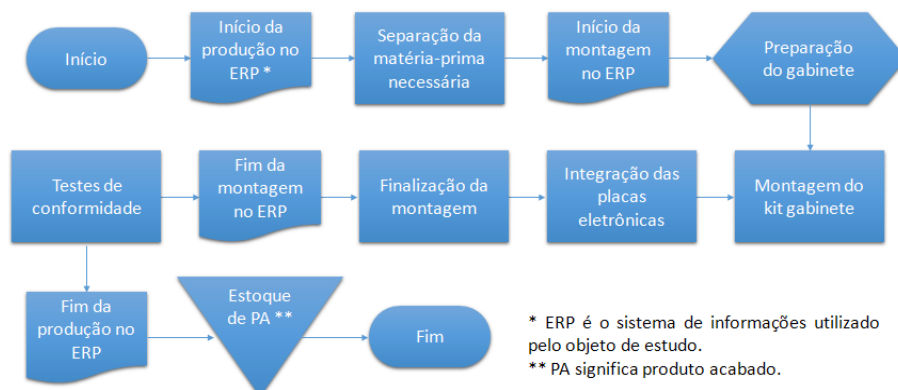 Início
Início da
produção no
ERP *
Separação da
matéria-prima
necessária
Início da
montagem
no ERP
Preparação
do gabinete
Testes de
conformidade
Fim da
montagem
no ERP
Finalização da
montagem
Integração das
placas
eletrônicas
Montagem do
kit gabinete
Fim da
produção no
ERP
Estoque
de PA **
Fim
* ERP é o sistema de informações utilizado
pelo objeto de estudo.
** PA significa produto acabado.